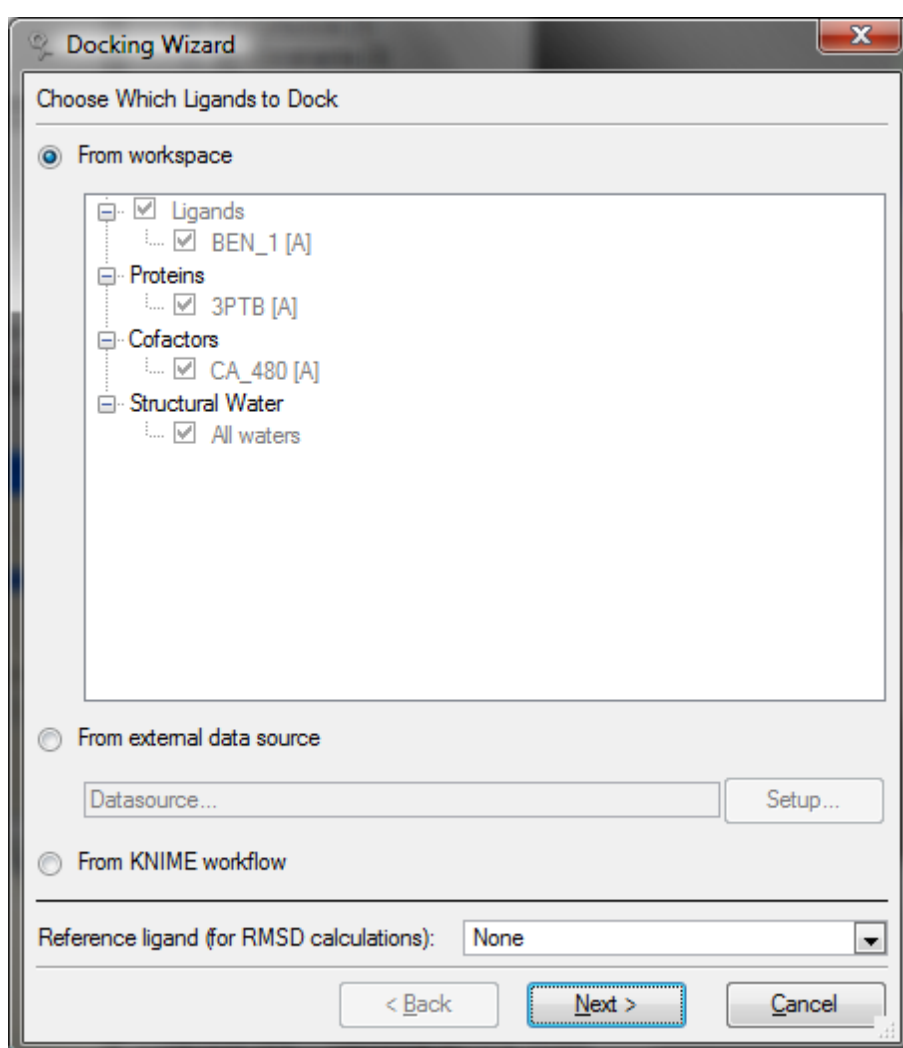 Docking Wizard
Choose Which Ligands to Dock
From workspace
Ligands
BEN_1 [A]
Proteins
3PTB [A]
Cofactors
CA_480 [A]
Structural Water
All waters
From external data source
Datasource... Setup...
From KNIME workflow
Reference ligand (for RMSD calculations): None
< Back Next > Cancel